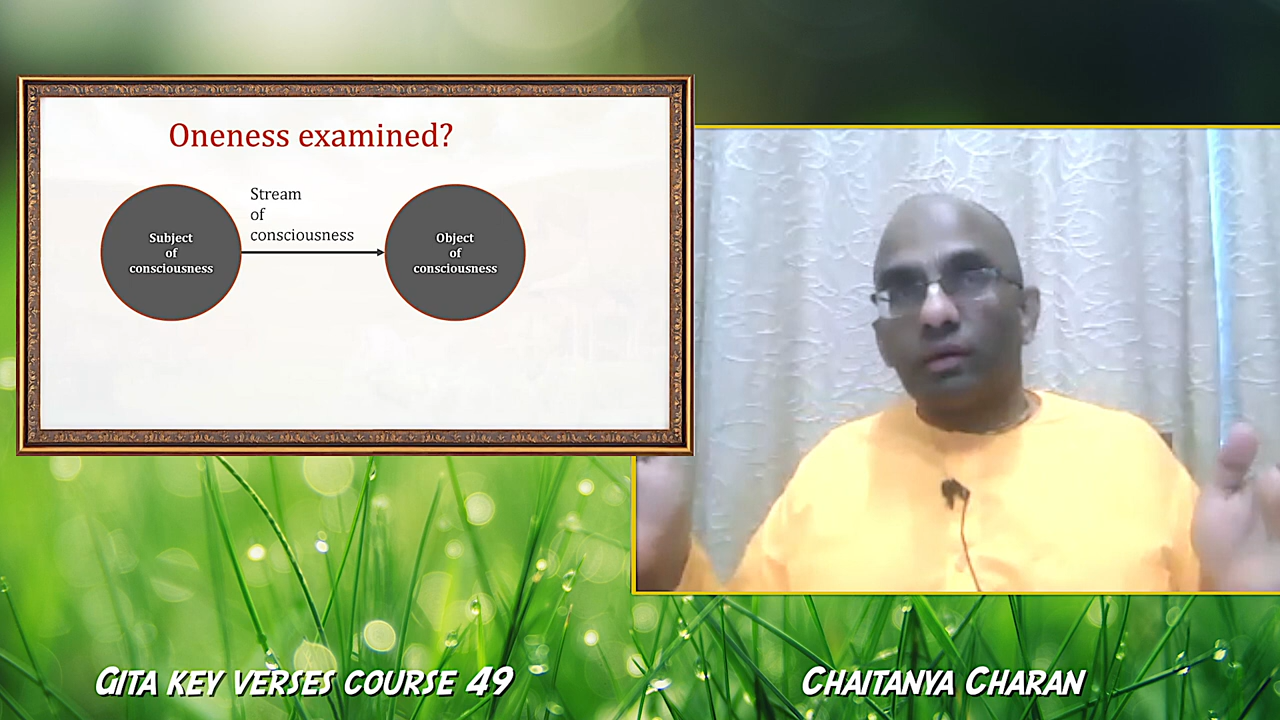 Oneness examined?
Stream
of
consciousness
Subject
of
consciousness
Object
of
consciousness
GITA KEY VERSES COURSE 49
CHAITANYA CHARAN